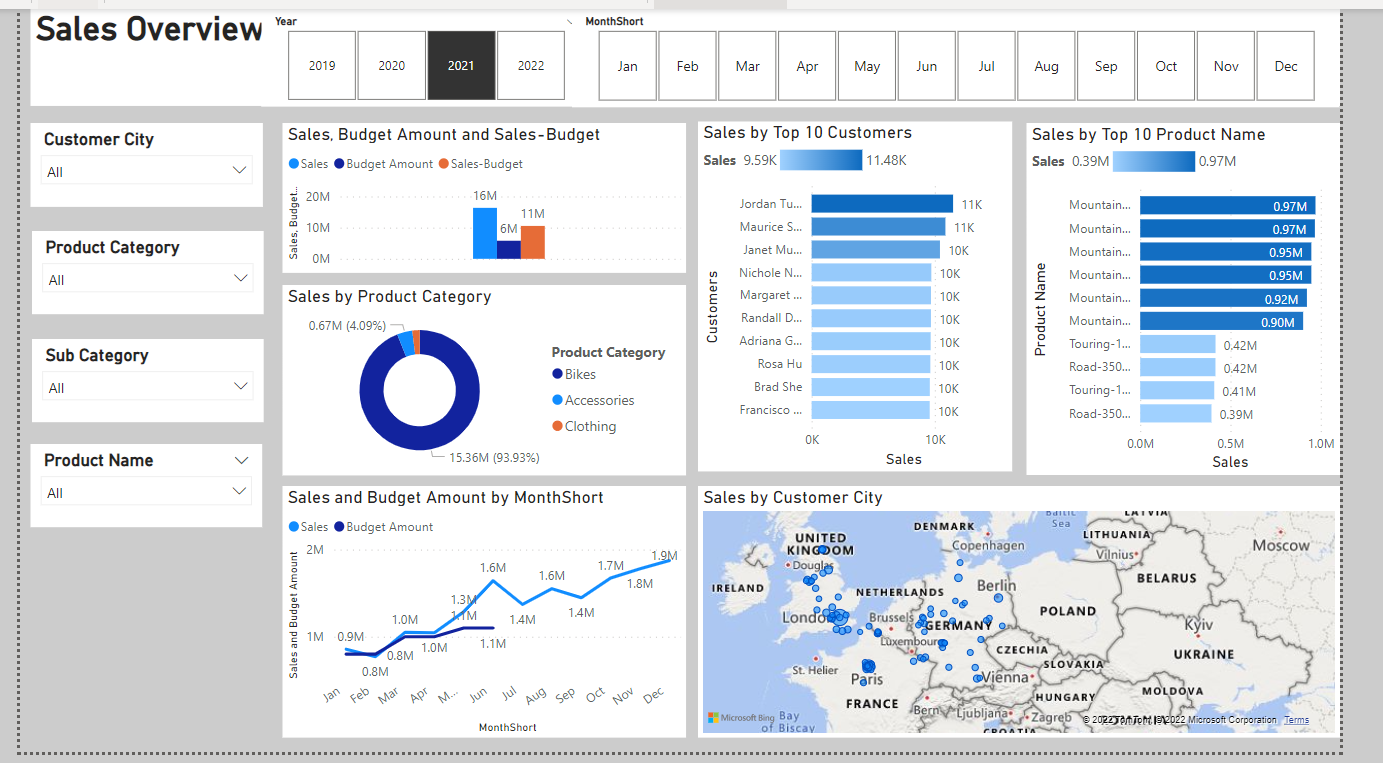 Sales Overview
Year
2019 2020 2021 2022
MonthShort
Jan Feb Mar Apr May Jun Jul Aug Sep Oct Nov Dec
Customer City
All
Product Category
All
Sub Category
All
Product Name
All
Sales, Budget Amount and Sales-Budget
Sales Budget Amount Sales-Budget
Sales, Budget...
20M
10M
0M
16M
6M
11M
Sales by Product Category
0.67M (4.09%)
15.36M (93.93%)
Product Category
Bikes
Accessories
Clothing
Sales and Budget Amount by MonthShort
Sales Budget Amount
Sales and Budget Amount
2M
1M
0.9M
0.8M
1.0M
0.8M
1.0M
1.3M
1.1M
1.6M
1.1M
1.4M
1.6M
1.4M
1.7M
1.8M
1.9M
Jan Feb Mar Apr M... Jun Jul Aug Sep Oct Nov Dec
MonthShort
Sales by Top 10 Customers
Sales 9.59K 11.48K
Customers
Jordan Tu... 11K
Maurice S... 11K
Janet Mu... 10K
Nichole N... 10K
Margaret ... 10K
Randall D... 10K
Adriana G... 10K
Rosa Hu 10K
Brad She 10K
Francisco ... 10K
0K 10K
Sales
Sales by Top 10 Product Name
Sales 0.39M 0.97M
Product Name
Mountain... 0.97M
Mountain... 0.97M
Mountain... 0.95M
Mountain... 0.95M
Mountain... 0.92M
Mountain... 0.90M
Touring-1... 0.42M
Road-350... 0.42M
Touring-1... 0.41M
Road-350... 0.39M
0.0M 0.5M 1.0M
Sales
Sales by Customer City
LATVIA
Baltic
Sea
DENMARK
Copenhagen
LITHUANIA
Vilnius
Moscow
UNITED
KINGDOM
Douglas
IRELAND
NETHERLANDS
Berlin
BELARUS
POLAND
London
Brussels
GERMANY
Luxembourg
Kyiv
UKRAINE
CZECHIA
SLOVAKIA
St. Helier
Paris
Vienna
FRANCE
Bern
HUNGARY
MOLDOVA
Ljubljana
Zagreb
CROATIA
Bay
of Biscay
Microsoft Bing
© 2022 TomTom, © 2022 Microsoft Corporation Terms